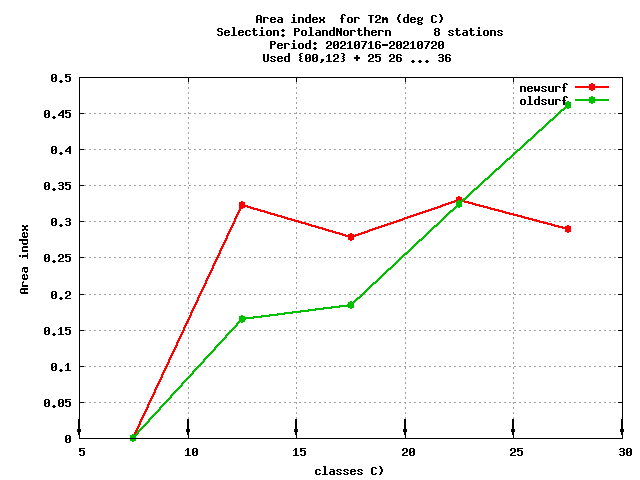 Area index  for T2m (deg C)
Selection: PolandNorthern      8 stations
Period: 20210716-20210720
Used {00,12} + 25 26 ... 36
newsurf
oldsurf
0.5
0.45
0.4
0.35
0.3
0.25
0.2
0.15
0.1
0.05
0
Area index
5 10 15 20 25 30
classes C)